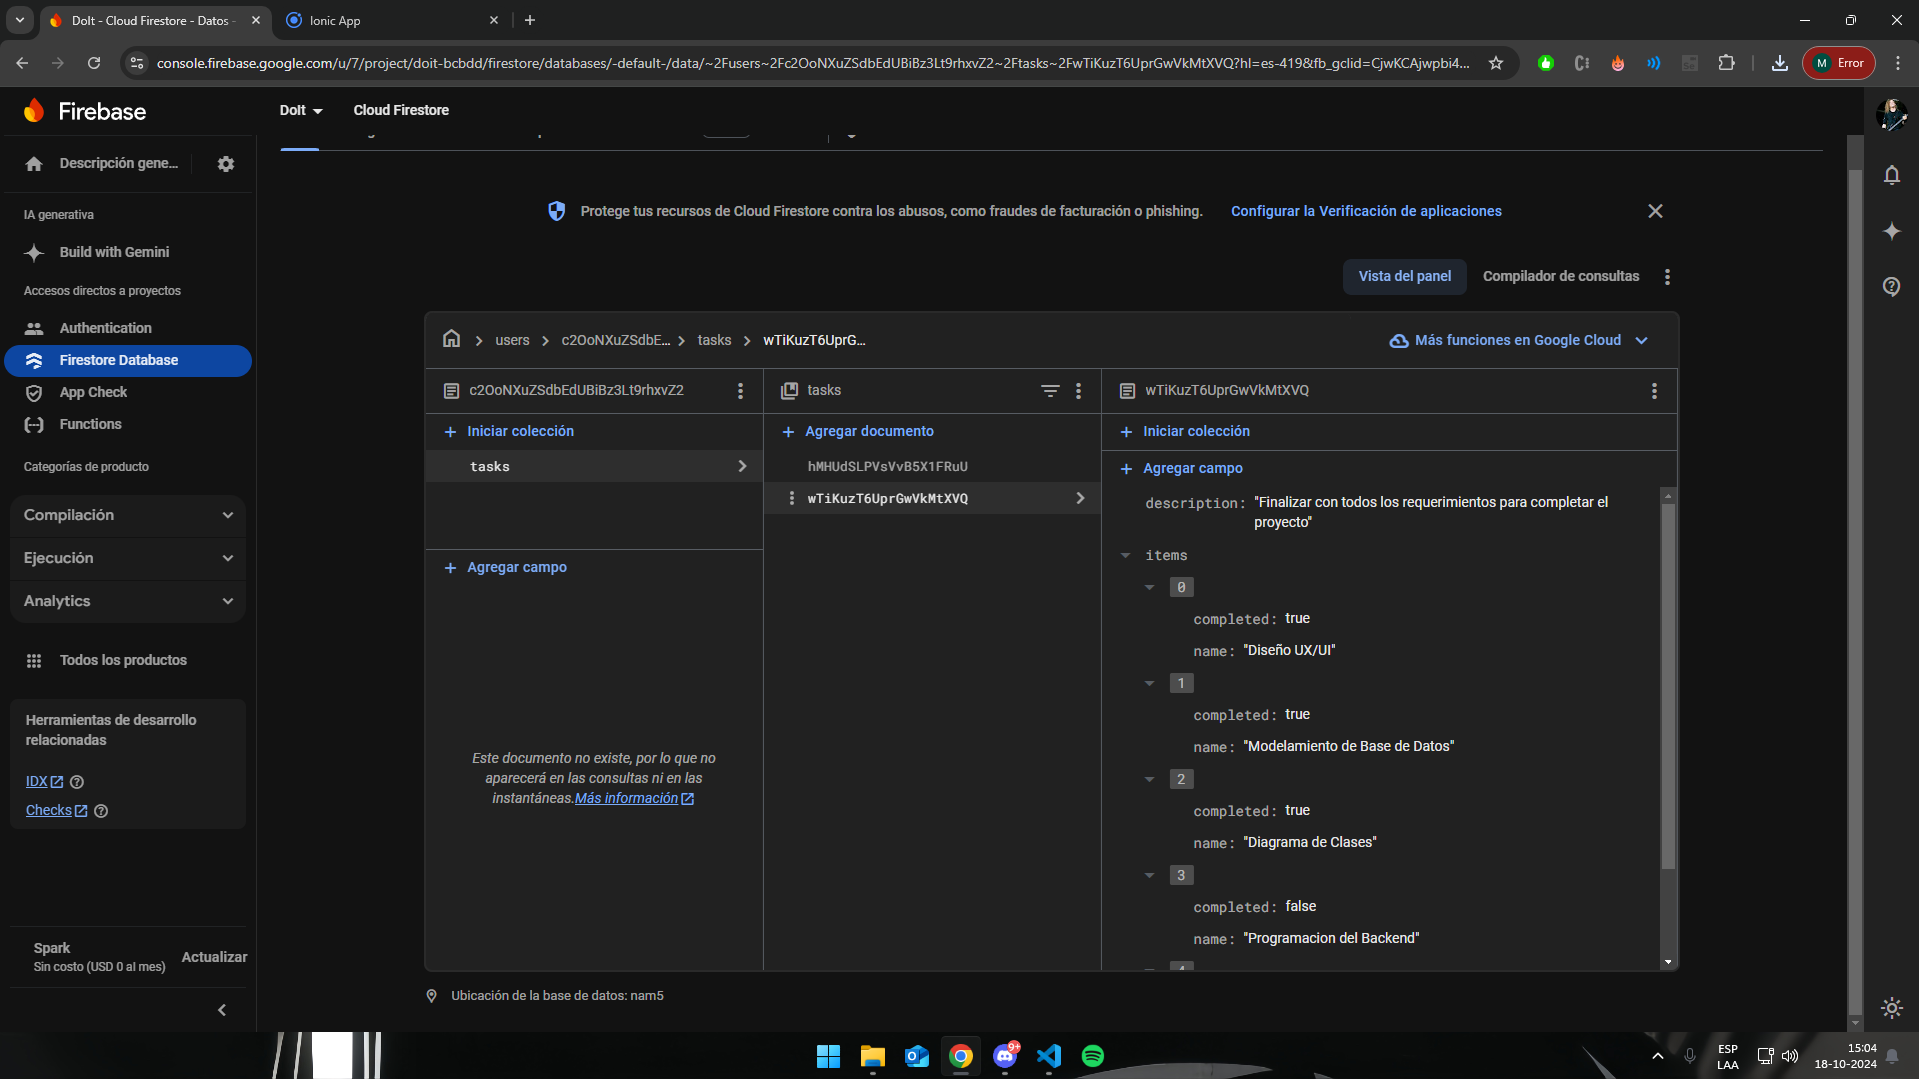 DoIt - Cloud Firestore - Datos -
Ionic App
console.firebase.google.com/u/7/project/doit-bcbdd/firestore/databases/-default-/data/~2Fusers~2Fc2OoNXuZSdbEdUBiBz3Lt9rhxvZ2~2Ftasks~2FwTiKuzT6UprGwVkMtXVQ?hl=es-419&fb_gclid=CjwKCAjwpbi4...
M Error
Firebase
DoIt
Cloud Firestore
Descripción gene...
IA generativa
Build with Gemini
Accesos directos a proyectos
Authentication
Firestore Database
App Check
Functions
Categorías de producto
Compilación
Ejecución
Analytics
Todos los productos
Herramientas de desarrollo
relacionadas
IDX
Checks
Spark
Sin costo (USD 0 al mes)
Actualizar
Protege tus recursos de Cloud Firestore contra los abusos, como fraudes de facturación o phishing.
Configurar la Verificación de aplicaciones
Vista del panel
Compilador de consultas
users
c2OoNXuZSdbE...
tasks
wTiKuzT6UprG...
Más funciones en Google Cloud
c2OoNXuZSdbEdUBiBz3Lt9rhxvZ2
Iniciar colección
tasks
Agregar campo
Este documento no existe, por lo que no
aparecerá en las consultas ni en las
instantáneas.Más información
tasks
Agregar documento
hMHUdSLPVsVvB5X1FRuU
wTiKuzT6UprGwVkMtXVQ
wTiKuzT6UprGwVkMtXVQ
Iniciar colección
Agregar campo
description: "Finalizar con todos los requerimientos para completar el
proyecto"
items
0
completed: true
name: "Diseño UX/UI"
1
completed: true
name: "Modelamiento de Base de Datos"
2
completed: true
name: "Diagrama de Clases"
3
completed: false
name: "Programacion del Backend"
Ubicación de la base de datos: nam5
9+
ESP
LAA
15:04
18-10-2024